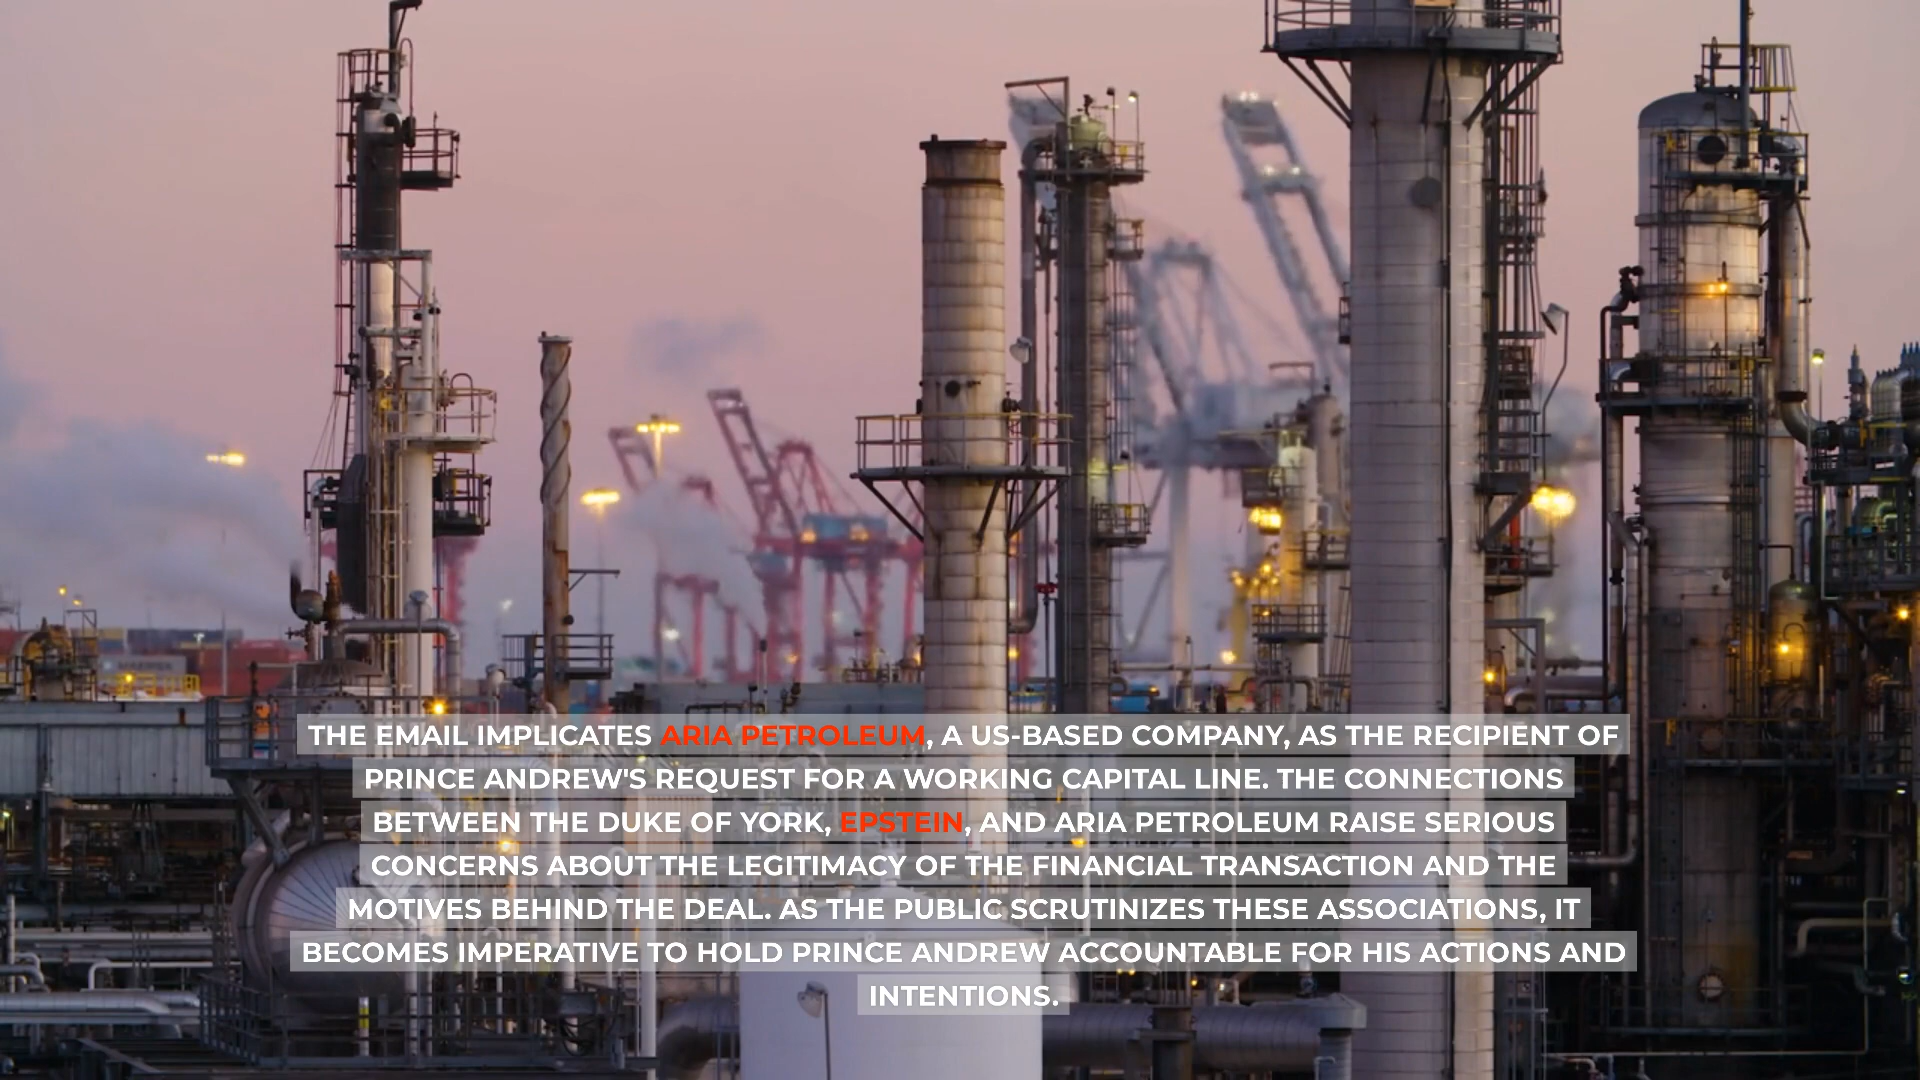 MAERSK
THE EMAIL IMPLICATES ARIA PETROLEUM, A US-BASED COMPANY, AS THE RECIPIENT OF
PRINCE ANDREW'S REQUEST FOR A WORKING CAPITAL LINE. THE CONNECTIONS
BETWEEN THE DUKE OF YORK, EPSTEIN, AND ARIA PETROLEUM RAISE SERIOUS
CONCERNS ABOUT THE LEGITIMACY OF THE FINANCIAL TRANSACTION AND THE
MOTIVES BEHIND THE DEAL. AS THE PUBLIC SCRUTINIZES THESE ASSOCIATIONS, IT
BECOMES IMPERATIVE TO HOLD PRINCE ANDREW ACCOUNTABLE FOR HIS ACTIONS AND
INTENTIONS.